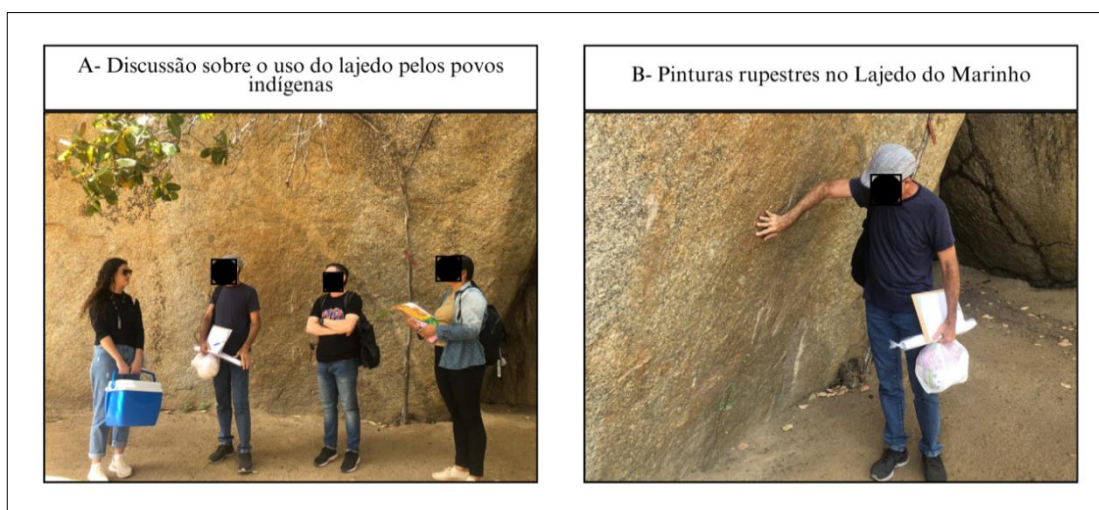 A- Discussão sobre o uso do lajedo pelos povos
indígenas
B- Pinturas rupestres no Lajedo do Marinho